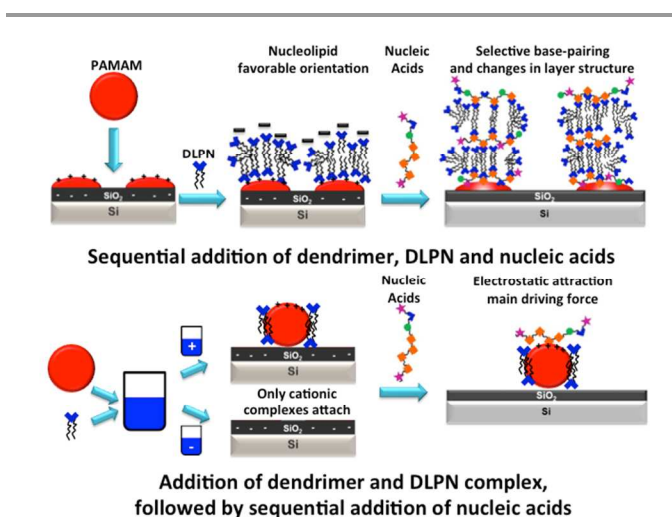 PAMAM
Nucleolipid
favorable orientation
Nucleic
Acids
Selective base-pairing
and changes in layer structure
DLPN
+ + + + + +
- - - SiO2 - - -
Si
- - - SiO2 - - -
Si
SiO2
Si
Sequential addition of dendrimer, DLPN and nucleic acids
Nucleic
Acids
Electrostatic attraction
main driving force
+
- - - SiO2 - - -
Si
Only cationic
complexes attach
-
- - - SiO2 - - -
Si
SiO2
Si
Addition of dendrimer and DLPN complex,
followed by sequential addition of nucleic acids